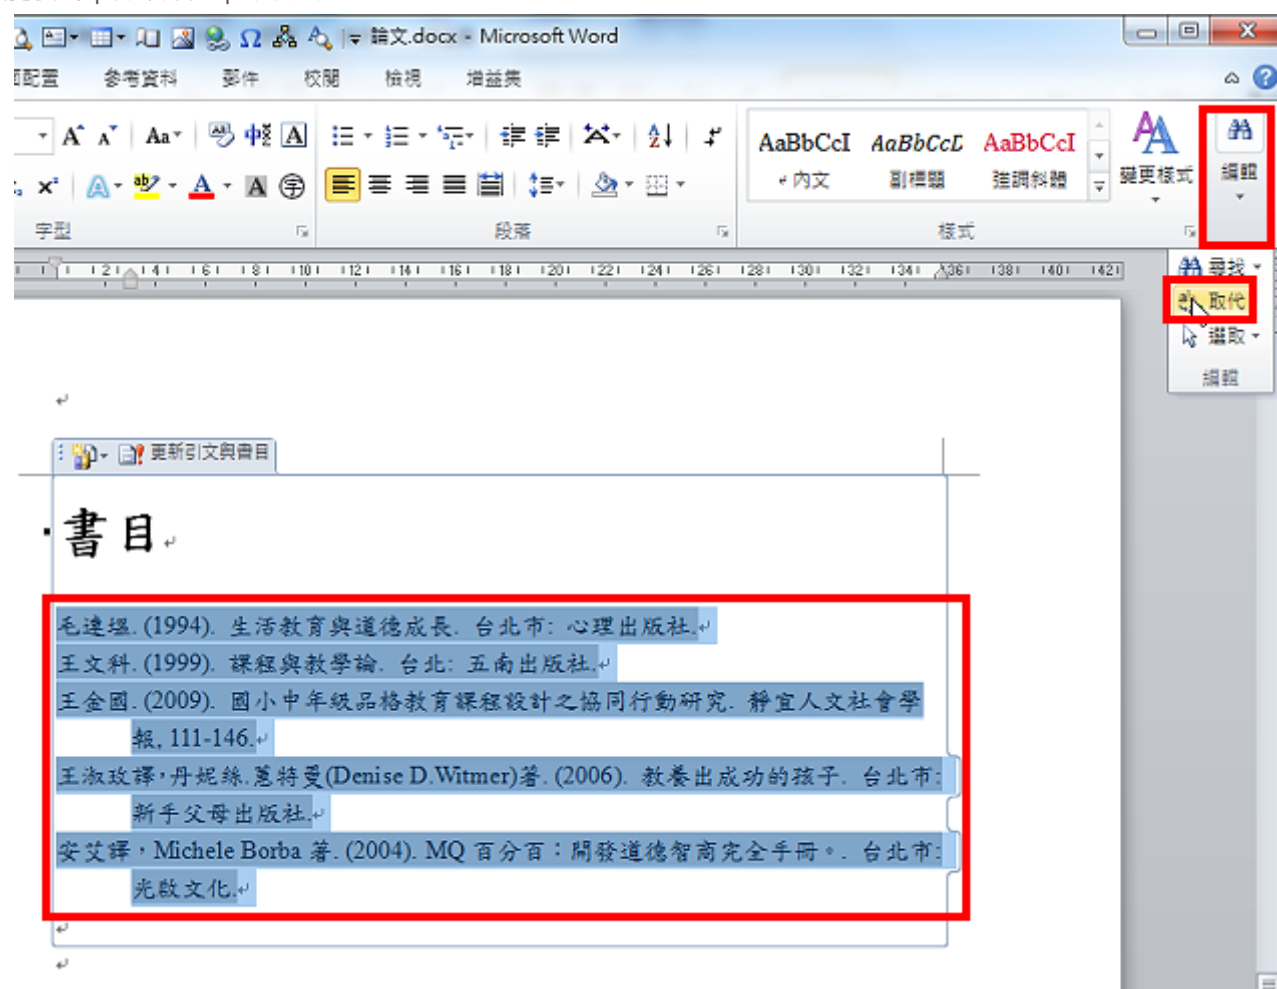 論文.docx - Microsoft Word
參考資料 郵件 校閱 檢視 增益集
AaBbCcI AaBbCcD AaBbCcI
內文 副標題 強調斜體 變更樣式 編輯
字型 段落 樣式
尋找
取代
選取
編輯
更新引文與書目
書目
毛連塭. (1994). 生活教育與道德成長. 台北市: 心理出版社.
王文科. (1999). 課程與教學論. 台北: 五南出版社.
王金國. (2009). 國小中年級品格教育課程設計之協同行動研究. 靜宜人文社會學
報, 111-146.
王淑玫譯，丹妮絲.蕙特曼(Denise D.Witmer)著. (2006). 教養出成功的孩子. 台北市:
新手父母出版社.
安艾譯，Michele Borba 著. (2004). MQ 百分百：開發道德智商完全手冊。. 台北市:
光啟文化.